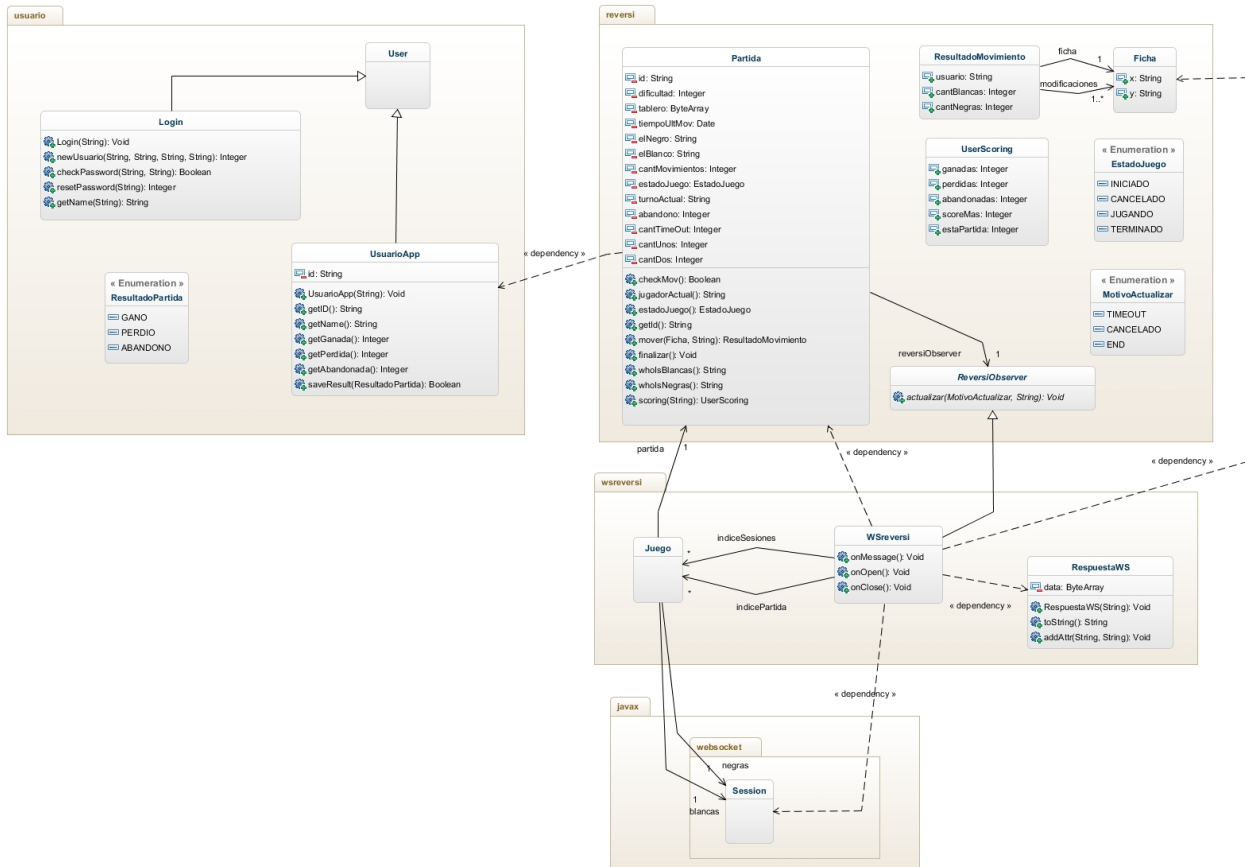 usuario
User
Login
Login(String): Void
newUsuario(String, String, String, String): Integer
checkPassword(String, String): Boolean
resetPassword(String): Integer
getName(String): String
« Enumeration »
ResultadoPartida
GANO
PERDIO
ABANDONO
UsuarioApp
id: String
UsuarioApp(String): Void
getID(): String
getName(): String
getGanada(): Integer
getPerdida(): Integer
getAbandonada(): Integer
saveResult(ResultadoPartida): Boolean
« dependency »
reversi
Partida
id: String
dificultad: Integer
tablero: ByteArray
tiempoUltMov: Date
elNegro: String
elBlanco: String
cantMovimientos: Integer
estadoJuego: EstadoJuego
turnoActual: String
abandono: Integer
cantTimeOut: Integer
cantUnos: Integer
cantDos: Integer
checkMov(): Boolean
jugadorActual(): String
estadoJuego(): EstadoJuego
getId(): String
mover(Ficha, String): ResultadoMovimiento
finalizar(): Void
whoIsBlancas(): String
whoIsNegras(): String
scoring(String): UserScoring
ResultadoMovimiento
usuario: String
cantBlancas: Integer
cantNegras: Integer
ficha
1
modificaciones
1..*
Ficha
x: String
y: String
UserScoring
ganadas: Integer
perdidas: Integer
abandonadas: Integer
scoreMas: Integer
estaPartida: Integer
« Enumeration »
EstadoJuego
INICIADO
CANCELADO
JUGANDO
TERMINADO
« Enumeration »
MotivoActualizar
TIMEOUT
CANCELADO
END
reversiObserver
1
ReversiObserver
actualizar(MotivoActualizar, String): Void
partida
1
« dependency »
« dependency »
wsreversi
Juego
*
*
indiceSesiones
indicePartida
WSreversi
onMessage(): Void
onOpen(): Void
onClose(): Void
« dependency »
RespuestaWS
data: ByteArray
RespuestaWS(String): Void
toString(): String
addAttr(String, String): Void
« dependency »
javax
websocket
1
negras
1
blancas
Session